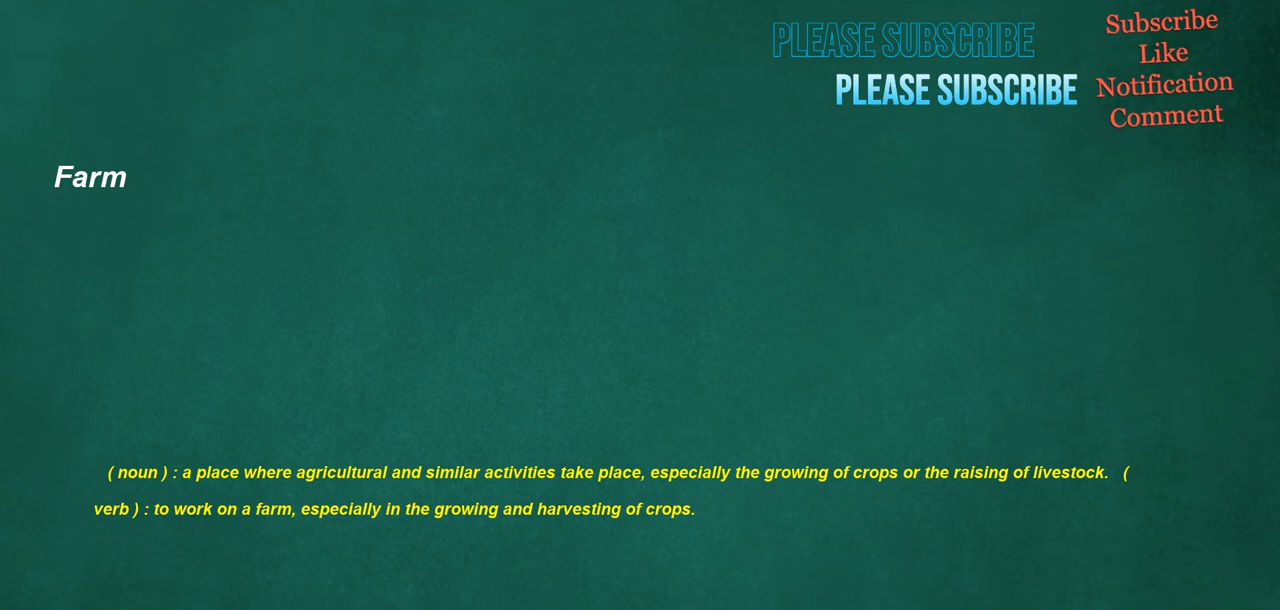 PLEASE SUBSCRIBE
PLEASE SUBSCRIBE
Subscribe
Like
Notification
Comment
Farm
( noun ) : a place where agricultural and similar activities take place, especially the growing of crops or the raising of livestock. (
verb ) : to work on a farm, especially in the growing and harvesting of crops.